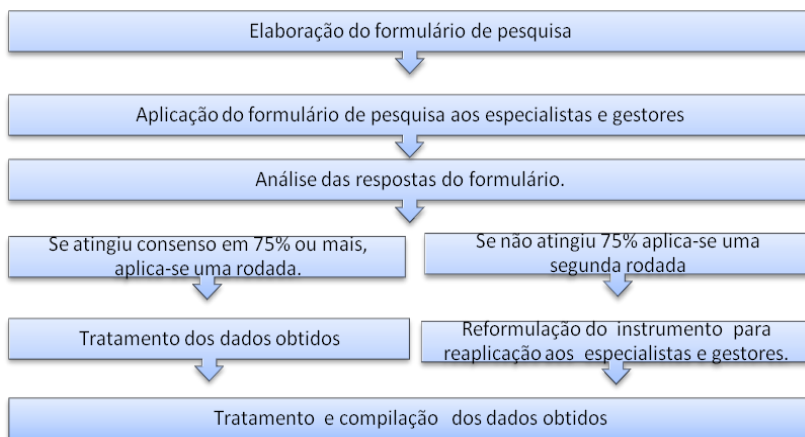 Elaboração do formulário de pesquisa
Aplicação do formulário de pesquisa aos especialistas e gestores
Análise das respostas do formulário.
Se atingiu consenso em 75% ou mais,
aplica-se uma rodada.
Se não atingiu 75% aplica-se uma
segunda rodada
Tratamento dos dados obtidos
Reformulação do instrumento para
reaplicação aos especialistas e gestores.
Tratamento e compilação dos dados obtidos